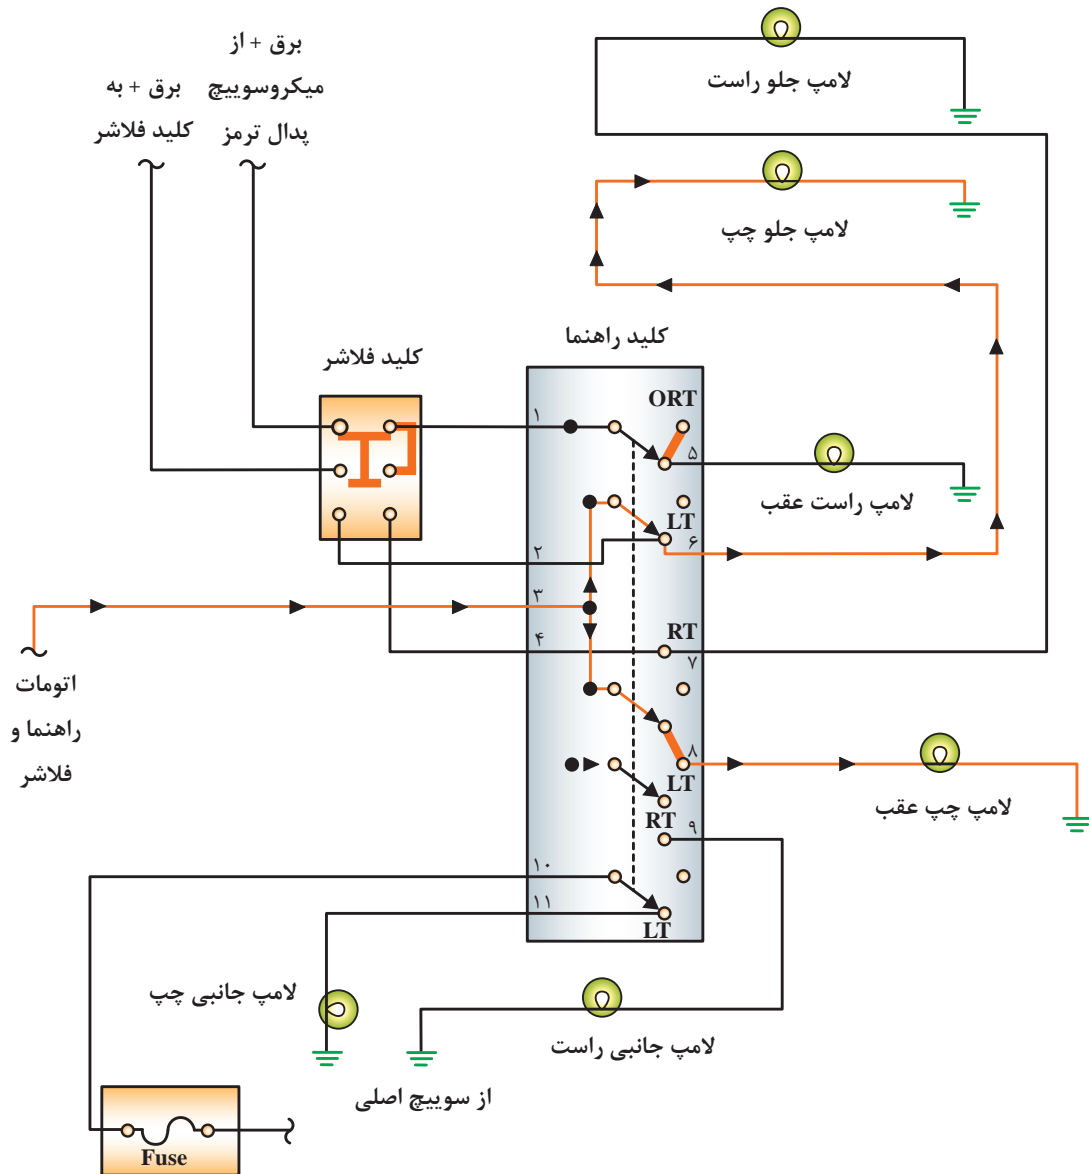 برق + از
میکروسوییچ
پدال ترمز
برق + به
کلید فلاشر
لامپ جلو راست
لامپ جلو چپ
کلید راهنما
کلید فلاشر
۱
ORT
۵
لامپ راست عقب
LT
۶
۲
۳
۴
RT
۷
اتومات
راهنما و
فلاشر
۸
LT
لامپ چپ عقب
RT
۹
۱۰
۱۱
LT
لامپ جانبی چپ
لامپ جانبی راست
از سوییچ اصلی
Fuse